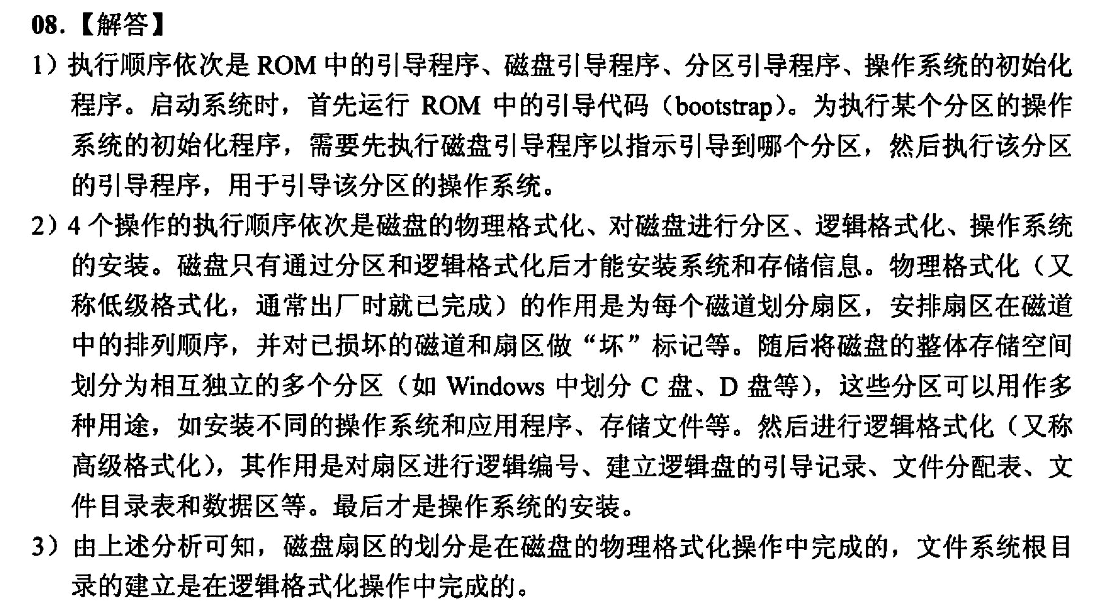 08.【解答】
1）执行顺序依次是 ROM 中的引导程序、磁盘引导程序、分区引导程序、操作系统的初始化
程序。启动系统时，首先运行 ROM 中的引导代码（bootstrap）。为执行某个分区的操作
系统的初始化程序，需要先执行磁盘引导程序以指示引导到哪个分区，然后执行该分区
的引导程序，用于引导该分区的操作系统。
2）4 个操作的执行顺序依次是磁盘的物理格式化、对磁盘进行分区、逻辑格式化、操作系统
的安装。磁盘只有通过分区和逻辑格式化后才能安装系统和存储信息。物理格式化（又
称低级格式化，通常出厂时就已完成）的作用是为每个磁道划分扇区，安排扇区在磁道
中的排列顺序，并对已损坏的磁道和扇区做“坏”标记等。随后将磁盘的整体存储空间
划分为相互独立的多个分区（如 Windows 中划分 C 盘、D 盘等），这些分区可以用作多
种用途，如安装不同的操作系统和应用程序、存储文件等。然后进行逻辑格式化（又称
高级格式化），其作用是对扇区进行逻辑编号、建立逻辑盘的引导记录、文件分配表、文
件目录表和数据区等。最后才是操作系统的安装。
3）由上述分析可知，磁盘扇区的划分是在磁盘的物理格式化操作中完成的，文件系统根目
录的建立是在逻辑格式化操作中完成的。